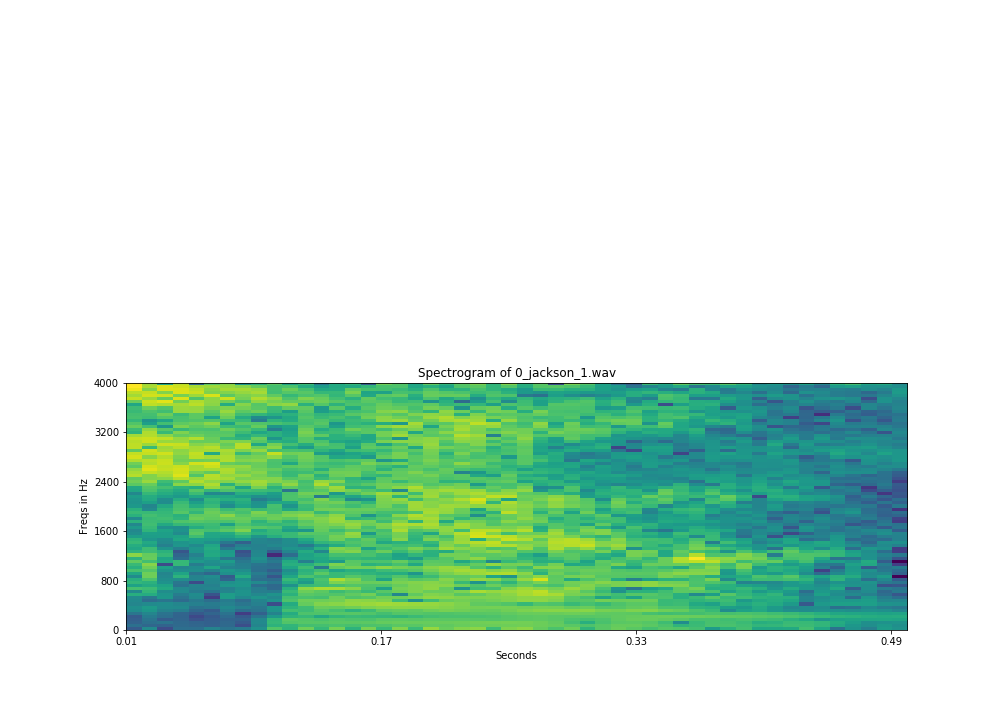 Spectrogram of 0_jackson_1.wav
4000
3200
2400
1600
800
0
Freqs in Hz
0.01 0.17 0.33 0.49
Seconds